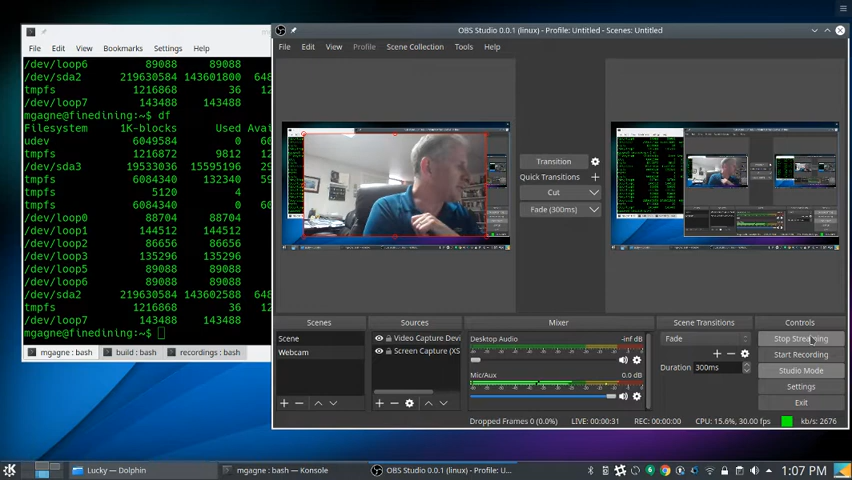 OBS Studio 0.0.1 (linux) - Profile: Untitled - Scenes: Untitled
File Edit View Bookmarks Settings Help
/dev/loop6 89088 89088
/dev/sda2 219630584 143601800 648
tmpfs 1216868 36 12
/dev/loop7 143488 143488
mgagne@finedining:~$ df
Filesystem 1K-blocks Used Avai
udev 6049584 0 60
tmpfs 1216872 9812 12
/dev/sda3 19533036 15595196 29
tmpfs 6084340 132340 59
tmpfs 5120 4
tmpfs 6084340 0 60
/dev/loop0 88704 88704
/dev/loop1 144512 144512
/dev/loop2 86656 86656
/dev/loop3 135296 135296
/dev/loop5 89088 89088
/dev/loop6 89088 89088
/dev/sda2 219630584 143602588 648
tmpfs 1216868 36 12
/dev/loop7 143488 143488
mgagne@finedining:~$
mgagne : bash build : bash recordings : bash
File Edit View Profile Scene Collection Tools Help
Transition
Quick Transitions
Cut
Fade (300ms)
Scenes
Scene
Webcam
Sources
Video Capture Devi
Screen Capture (XS
Mixer
Desktop Audio -inf dB
Mic/Aux 0.0 dB
Scene Transitions
Fade
Duration 300ms
Controls
Stop Streaming
Start Recording
Studio Mode
Settings
Exit
Dropped Frames 0 (0.0%) LIVE: 00:00:31 REC: 00:00:00 CPU: 15.6%, 30.00 fps kb/s: 2676
Lucky — Dolphin mgagne : bash — Konsole OBS Studio 0.0.1 (linux) - Profile: U... 1:07 PM